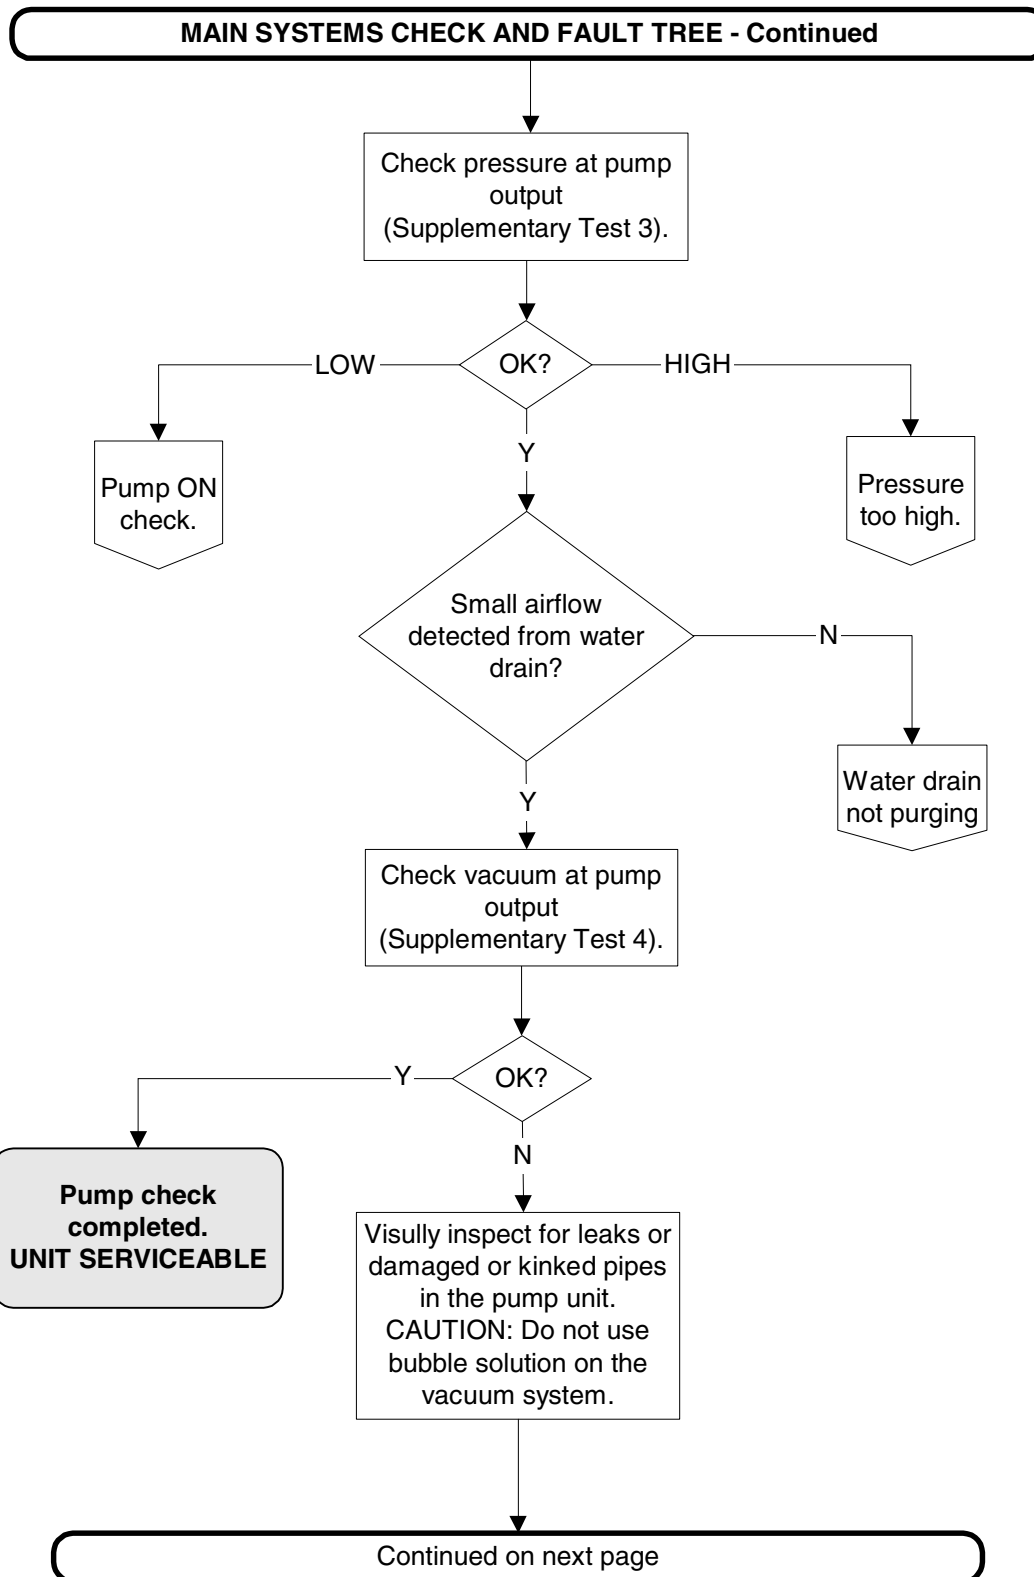 MAIN SYSTEMS CHECK AND FAULT TREE - Continued
Check pressure at pump
output
(Supplementary Test 3).
LOW
OK?
HIGH
Y
Pump ON
check.
Pressure
too high.
Small airflow
detected from water
drain?
N
Water drain
not purging
Y
Check vacuum at pump
output
(Supplementary Test 4).
Y
OK?
N
Pump check
completed.
UNIT SERVICEABLE
Visully inspect for leaks or
damaged or kinked pipes
in the pump unit.
CAUTION: Do not use
bubble solution on the
vacuum system.
Continued on next page